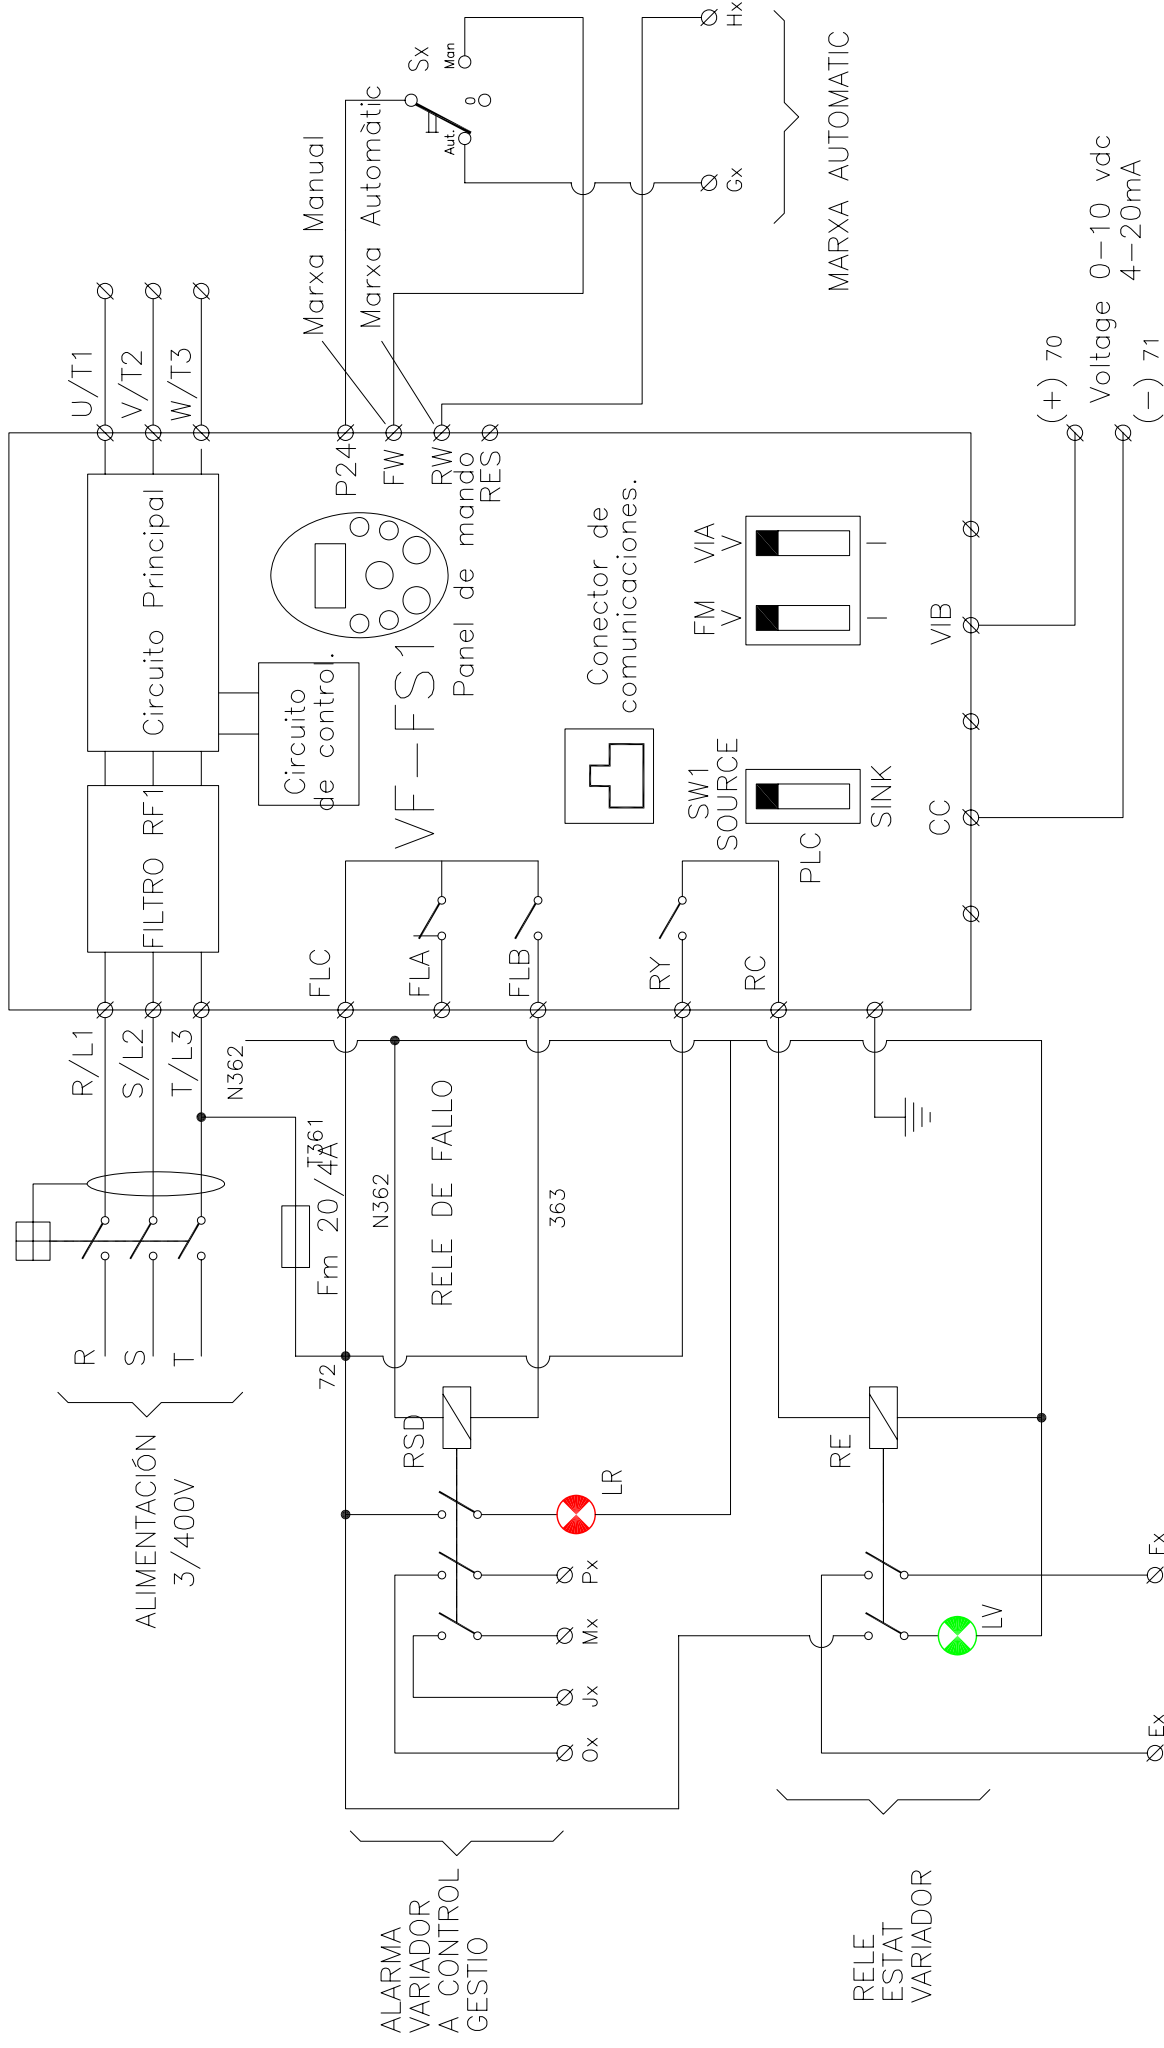 ALIMENTACIÓN
3/400V
R
S
T
R/L1
S/L2
T/L3
N362
T361
Fm 20/4A
72
FILTRO RF1
Circuito Principal
U/T1
V/T2
W/T3
Circuito
de control.
VF-FS1
Panel de mando
P24
FW
RW
RES
Marxa Manual
Marxa Automàtic
Sx
Man
0
Aut.
Gx
Hx
MARXA AUTOMATIC
FLC
FLA
FLB
RY
RC
N362
RELE DE FALLO
363
RSD
LR
Px
Mx
Jx
Ox
ALARMA
VARIADOR
A CONTROL
GESTIO
Conector de
comunicaciones.
SW1
SOURCE
PLC
SINK
FM
V
I
VIA
V
I
VIB
CC
(+) 70
Voltage 0-10 vdc
4-20mA
(-) 71
RE
LV
Fx
Ex
RELE
ESTAT
VARIADOR